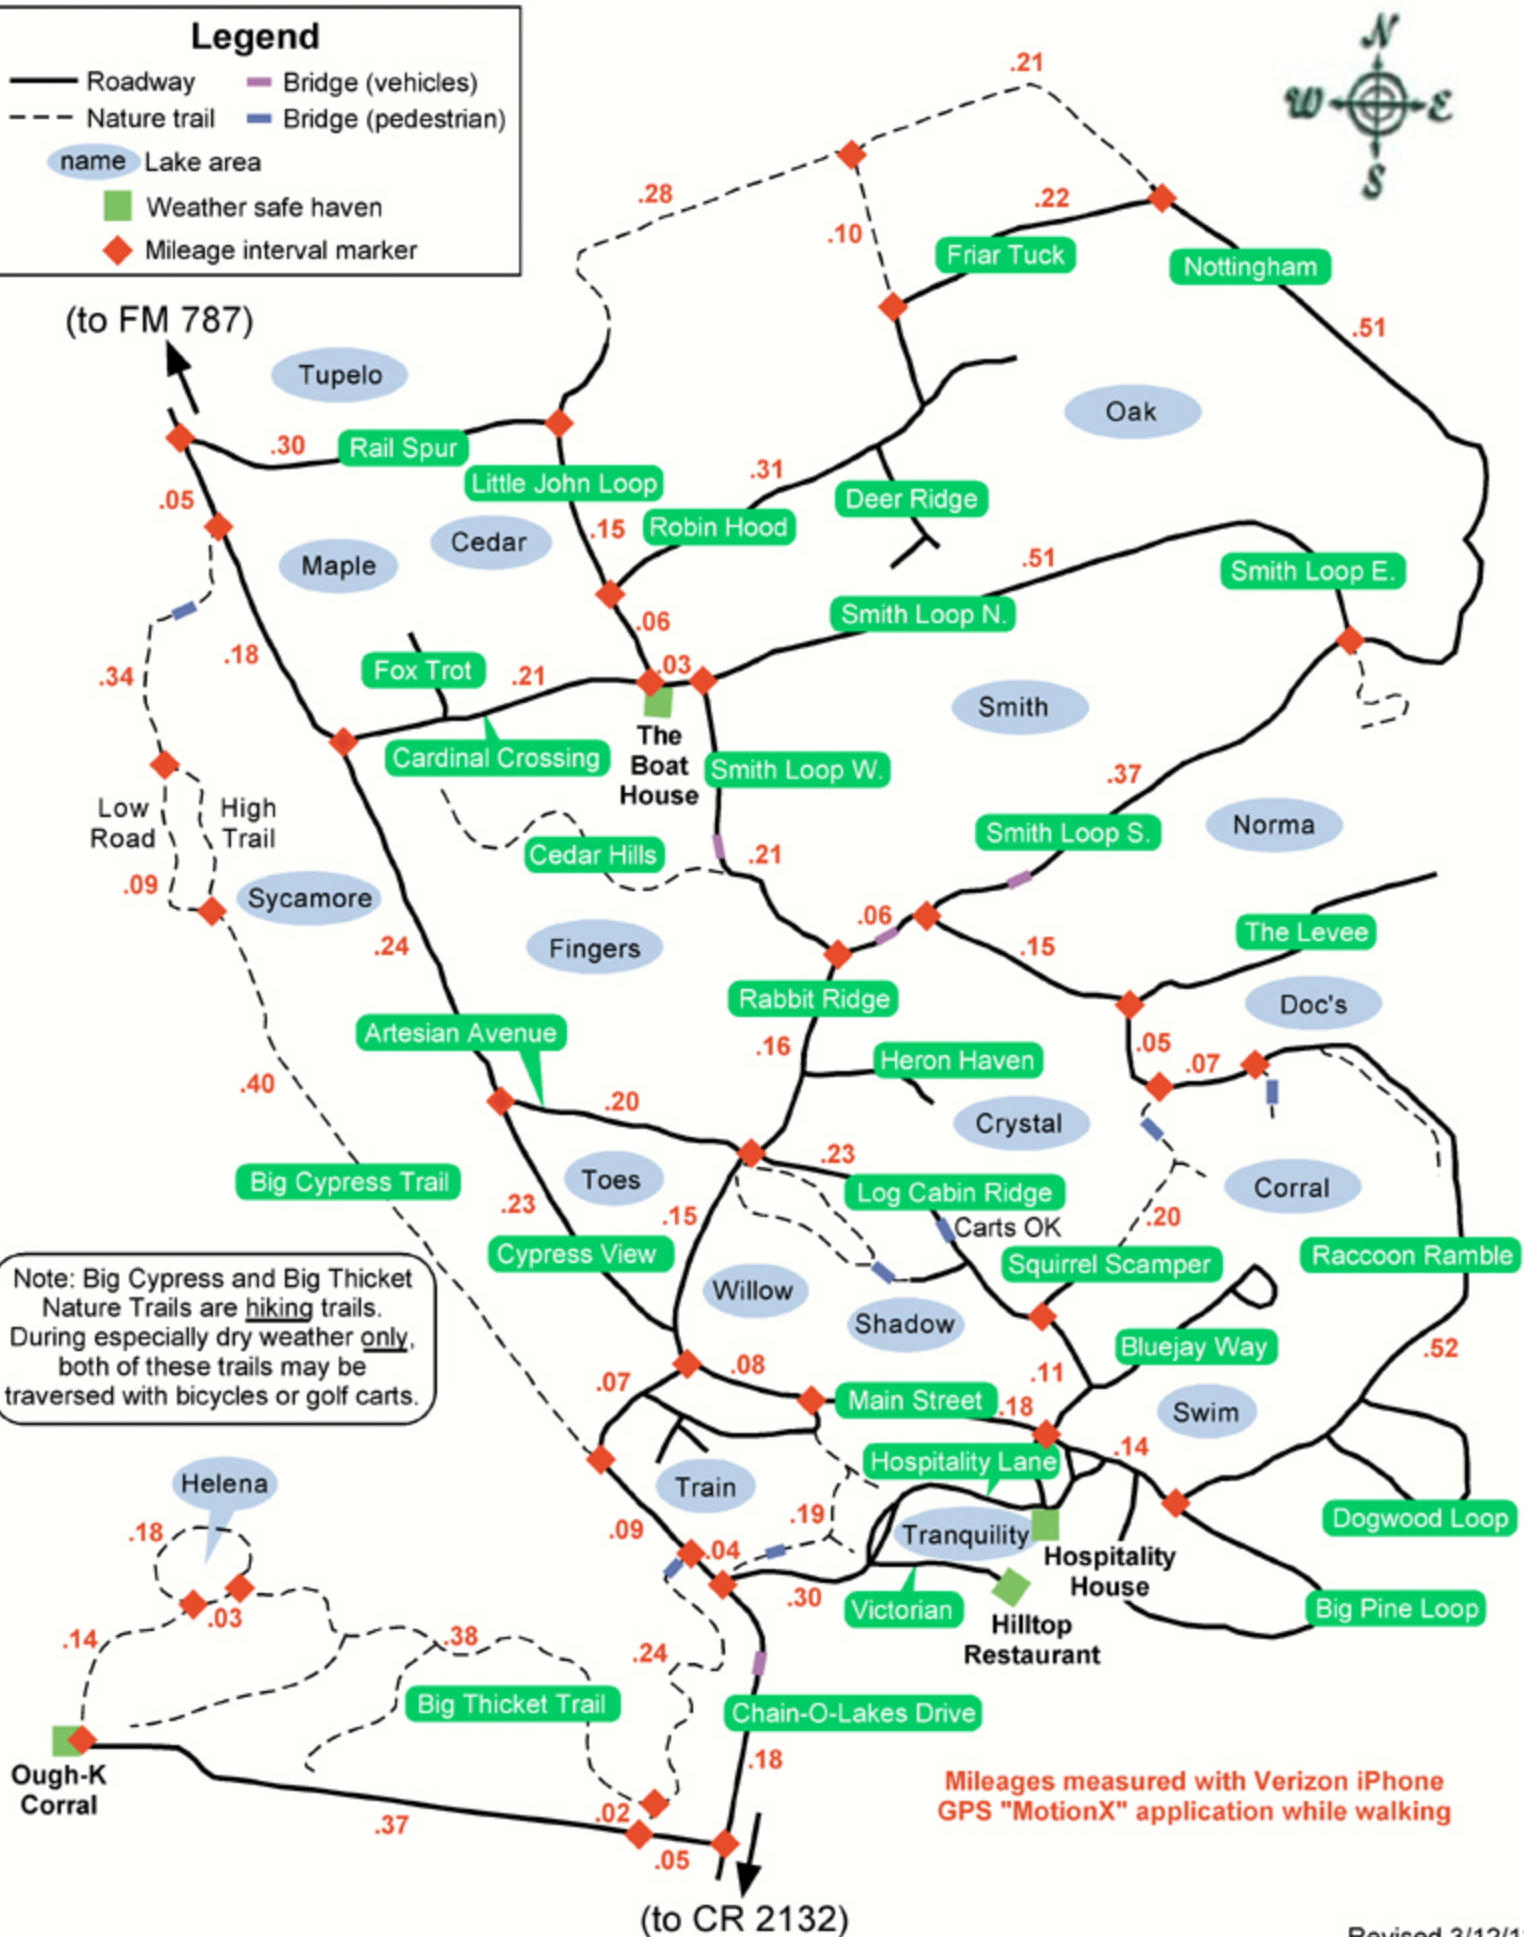 Legend
Roadway
Bridge (vehicles)
Nature trail
Bridge (pedestrian)
name
Lake area
Weather safe haven
Mileage interval marker
N
W
E
S
.21
.28
.10
.22
Friar Tuck
Nottingham
.51
(to FM 787)
Tupelo
Oak
.30
Rail Spur
Little John Loop
.31
.05
Deer Ridge
.15
Robin Hood
Cedar
Maple
.51
Smith Loop E.
Smith Loop N.
.06
.18
.34
Fox Trot
.21
.03
Smith
The
Boat
House
Cardinal Crossing
Smith Loop W.
.37
Low
Road
High
Trail
Cedar Hills
.21
Smith Loop S.
Norma
.09
Sycamore
.06
The Levee
.24
Fingers
.15
Rabbit Ridge
Doc's
Artesian Avenue
.16
Heron Haven
.05
.07
.40
.20
Crystal
.23
Big Cypress Trail
Toes
Log Cabin Ridge
Corral
.23
.15
Carts OK
.20
Cypress View
Squirrel Scamper
Raccoon Ramble
Note: Big Cypress and Big Thicket
Nature Trails are hiking trails.
During especially dry weather only,
both of these trails may be
traversed with bicycles or golf carts.
Willow
Shadow
Bluejay Way
.52
.07
.08
.11
Main Street
.18
Swim
.14
Hospitality Lane
Helena
Train
.19
Dogwood Loop
.18
.09
.04
Tranquility
Hospitality
House
.03
.30
Victorian
Big Pine Loop
Hilltop
Restaurant
.14
.38
.24
Big Thicket Trail
Chain-O-Lakes Drive
.18
Ough-K
Corral
.02
.37
.05
Mileages measured with Verizon iPhone
GPS "MotionX" application while walking
(to CR 2132)